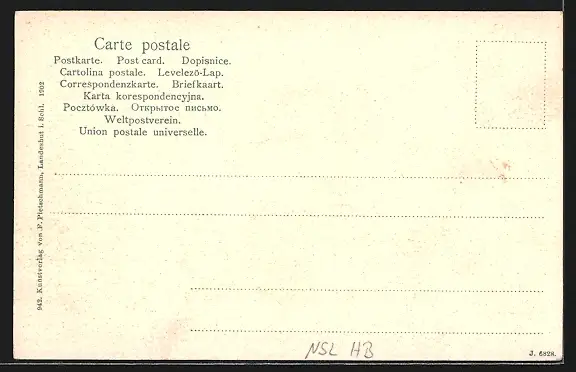 Carte postale
Postkarte. Post card. Dopisnice.
Cartolina postale. Levelező-Lap.
Correspondenzkarte. Briefkaart.
Karta korespondencyjna.
Pocztówka. Открытое письмо.
Weltpostverein.
Union postale universelle.
942. Kunstverlag von F. Pietschmann, Landeshut i. Schl. 1902
NSL HB
J. 6828.